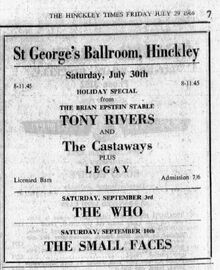 THE HINCKLEY TIMES FRIDAY JULY 29 1966 7
St George's Ballroom, Hinckley
Saturday, July 30th
8-11.45 8-11.45
HOLIDAY SPECIAL
from
THE BRIAN EPSTEIN STABLE
TONY RIVERS
AND
The Castaways
PLUS
LEGAY
Licensed Bars Admission 7/6
SATURDAY, SEPTEMBER 3rd
THE WHO
SATURDAY, SEPTEMBER 10th
THE SMALL FACES